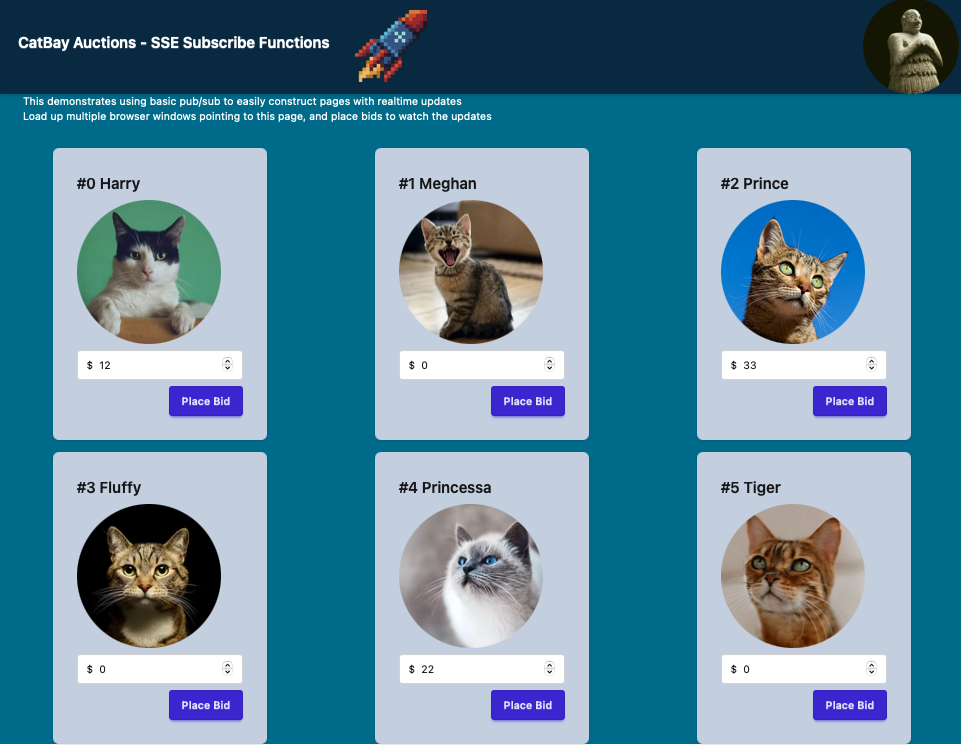 CatBay Auctions - SSE Subscribe Functions
This demonstrates using basic pub/sub to easily construct pages with realtime updates
Load up multiple browser windows pointing to this page, and place bids to watch the updates
#0 Harry
$ 12
Place Bid
#1 Meghan
$ 0
Place Bid
#2 Prince
$ 33
Place Bid
#3 Fluffy
$ 0
Place Bid
#4 Princessa
$ 22
Place Bid
#5 Tiger
$ 0
Place Bid